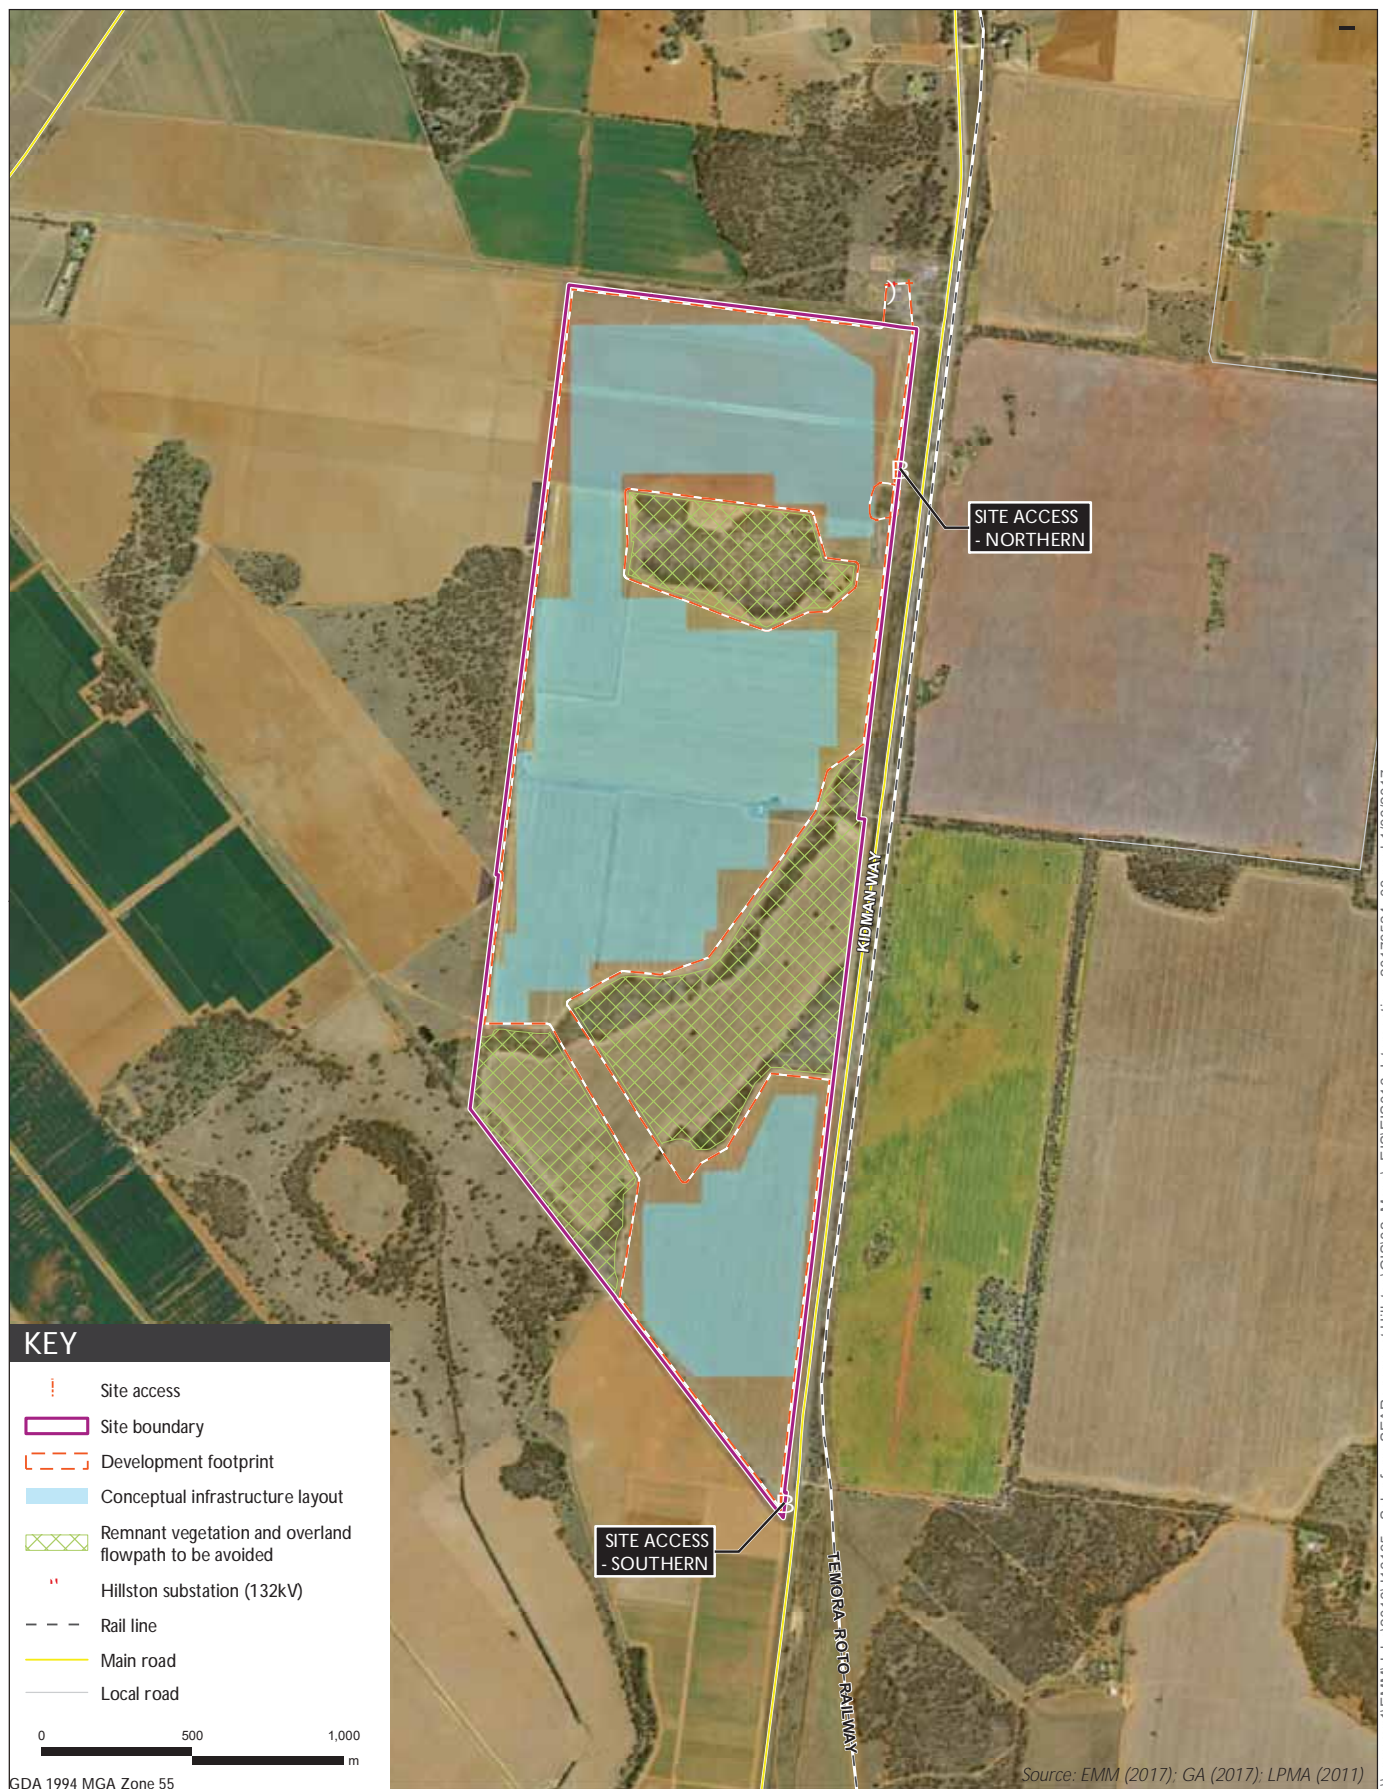 SITE ACCESS
- NORTHERN
KIDMAN WAY
SITE ACCESS
- SOUTHERN
TEMORA ROTO RAILWAY
KEY
Site access
Site boundary
Development footprint
Conceptual infrastructure layout
Remnant vegetation and overland
flowpath to be avoided
Hillston substation (132kV)
Rail line
Main road
Local road
0 500 1,000
m
GDA 1994 MGA Zone 55
Source: EMM (2017); GA (2017); LPMA (2011)